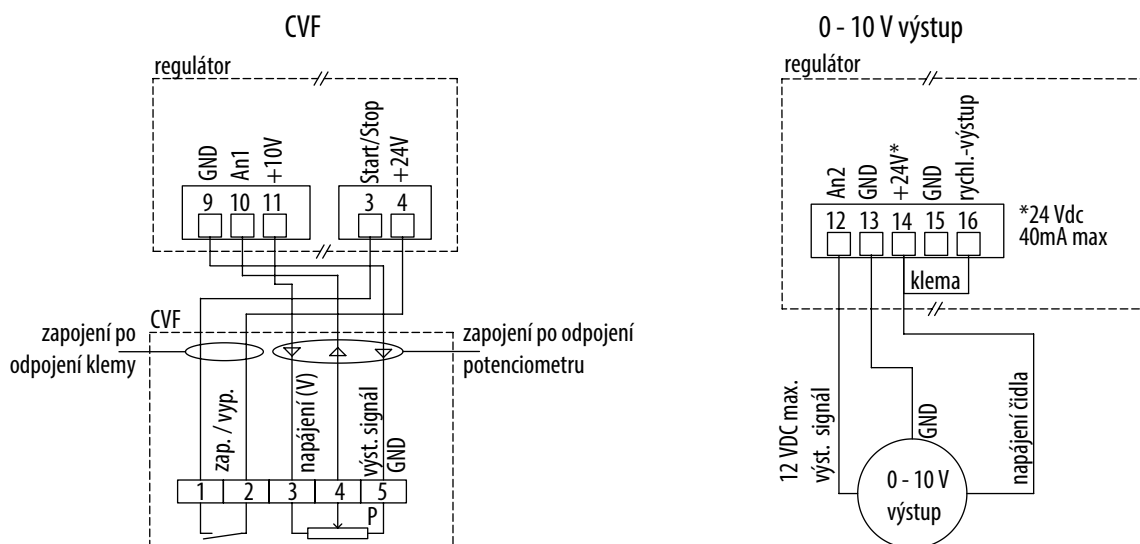 CVF
regulátor
GND
An1
+10V
Start/Stop
+24V
9 10 11
3 4
zapojení po
odpojení klemy
CVF
zapojení po odpojení
potenciometru
zap. / vyp.
napájení (V)
výst. signál
GND
1 2 3 4 5
P
0 - 10 V výstup
regulátor
An2
GND
+24V*
GND
rychl.-výstup
12 13 14 15 16
*24 Vdc
40mA max
klema
12 VDC max.
výst. signál
GND
napájení čidla
0 - 10 V
výstup